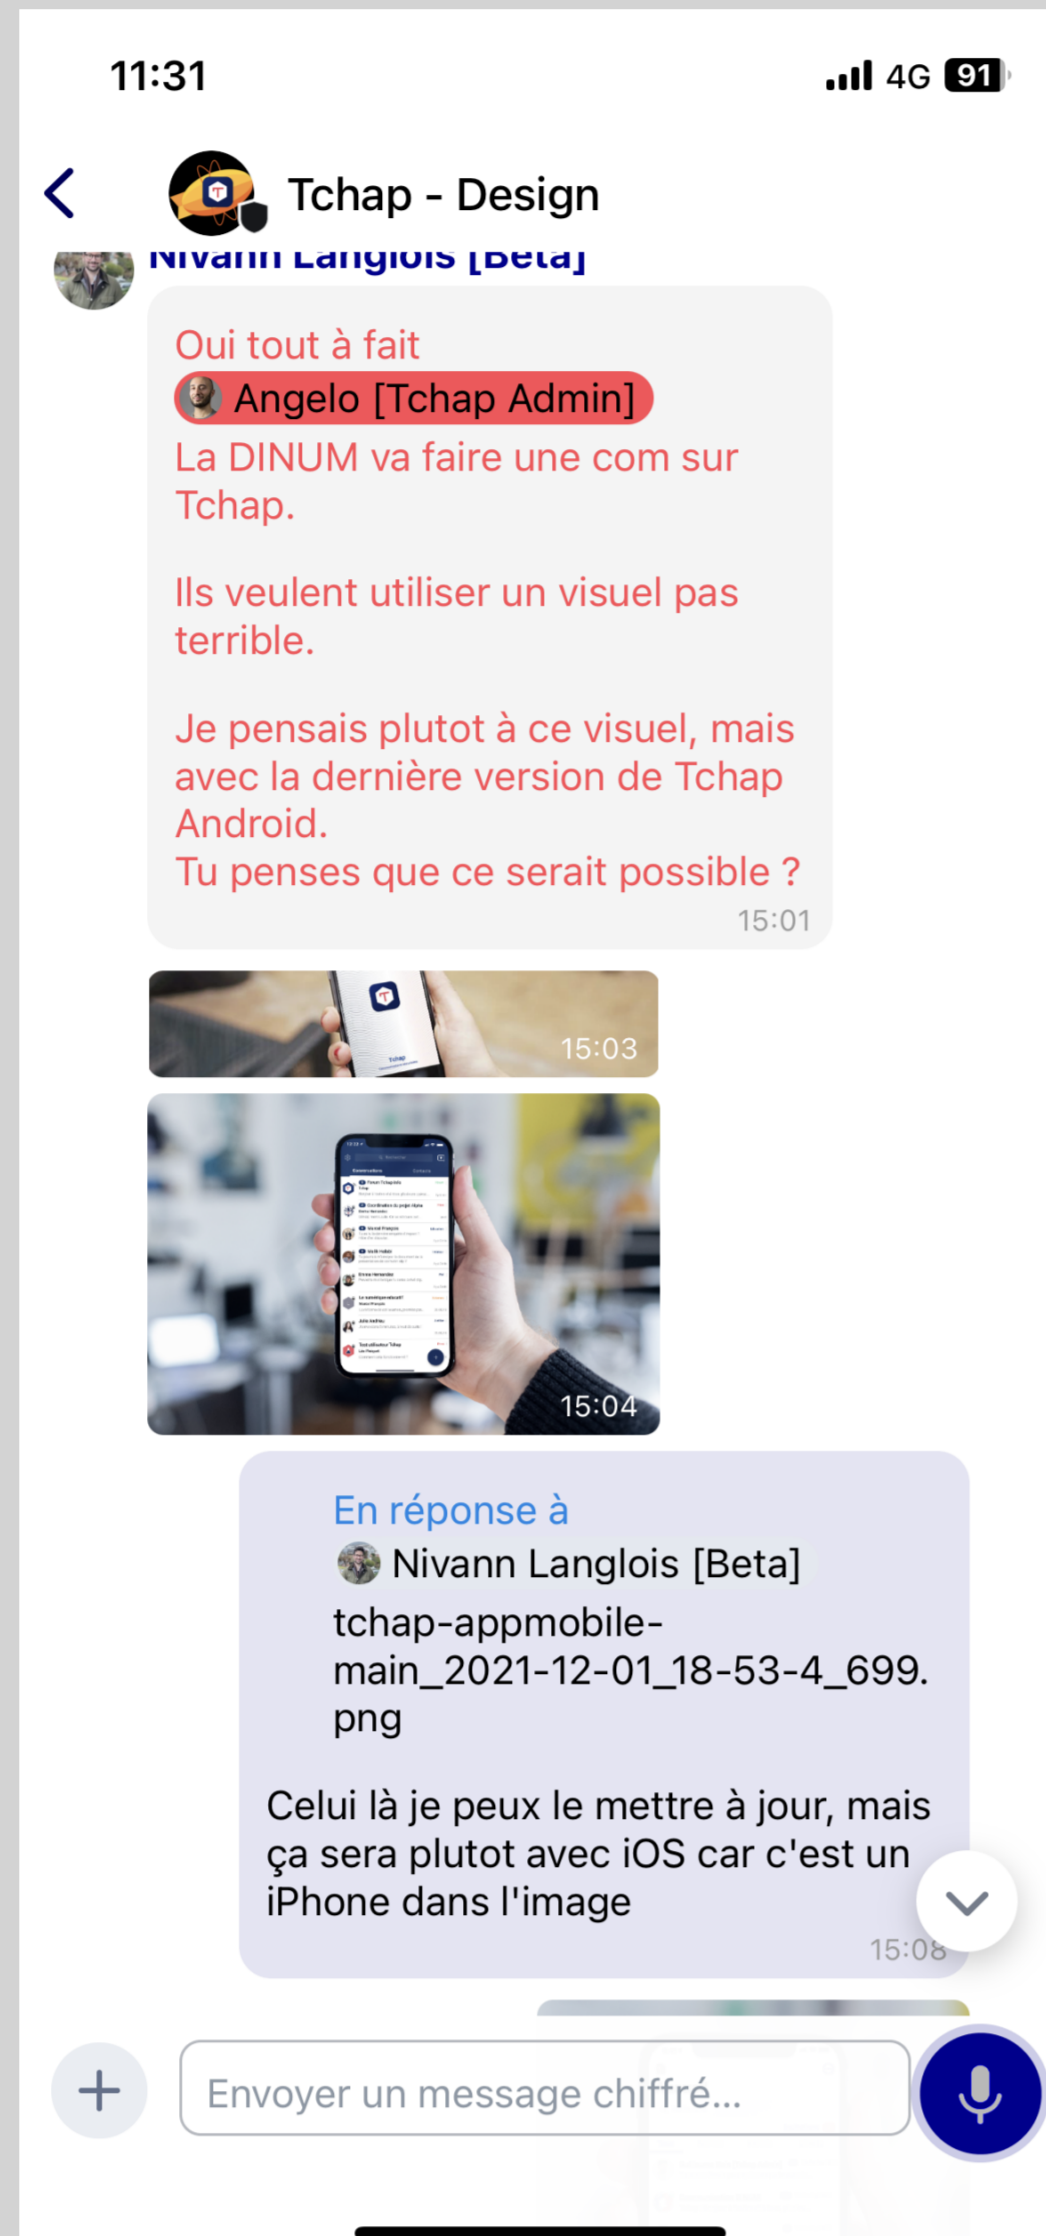 11:31
4G 91
Tchap - Design
Nivann Langlois [Beta]
Oui tout à fait
Angelo [Tchap Admin]
La DINUM va faire une com sur
Tchap.
Ils veulent utiliser un visuel pas
terrible.
Je pensais plutot à ce visuel, mais
avec la dernière version de Tchap
Android.
Tu penses que ce serait possible ?
15:01
Tchap
15:03
15:04
En réponse à
Nivann Langlois [Beta]
tchap-appmobile-
main_2021-12-01_18-53-4_699.
png
Celui là je peux le mettre à jour, mais
ça sera plutot avec iOS car c'est un
iPhone dans l'image
15:08
Envoyer un message chiffré...